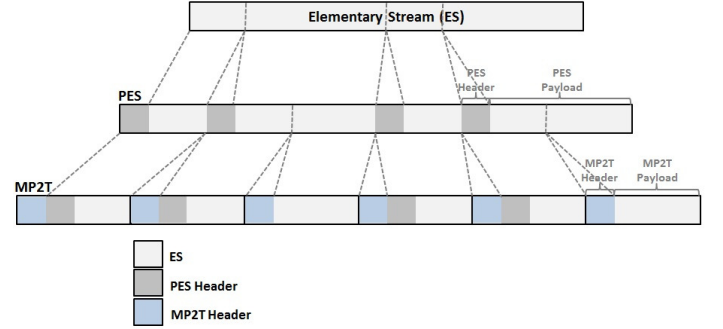 Elementary Stream (ES)
PES
PES
Header
PES
Payload
MP2T
MP2T
Header
MP2T
Payload
ES
PES Header
MP2T Header